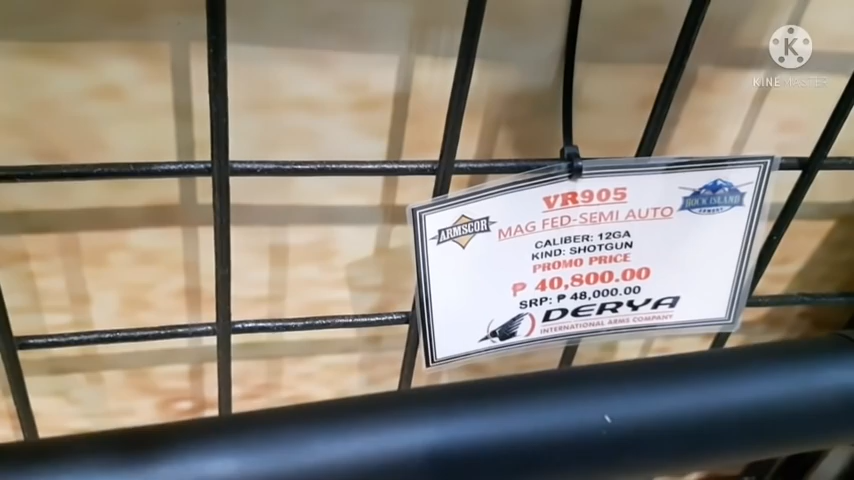 KINEMASTER
VR905
MAG FED-SEMI AUTO
ARMSCOR
ROCK ISLAND
ARMORY
CALIBER: 12GA
KIND: SHOTGUN
PROMO PRICE
₱ 40,800.00
SRP: ₱ 48,000.00
DERYA
INTERNATIONAL ARMS COMPANY